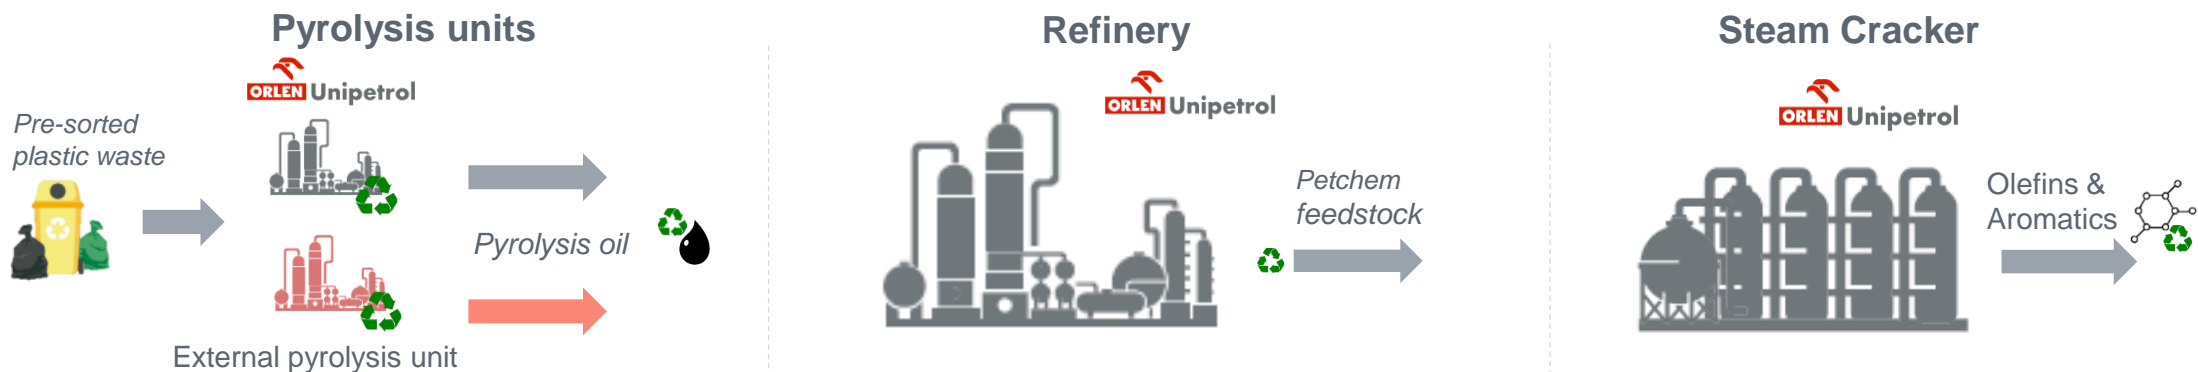 Pyrolysis units
ORLEN Unipetrol
Pre-sorted
plastic waste
Pyrolysis oil
External pyrolysis unit
Refinery
ORLEN Unipetrol
Petchem
feedstock
Steam Cracker
ORLEN Unipetrol
Olefins &
Aromatics